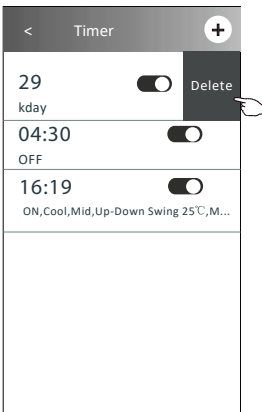 < Timer +
29 Delete
kday
04:30
OFF
16:19
ON,Cool,Mid,Up-Down Swing 25℃,M...